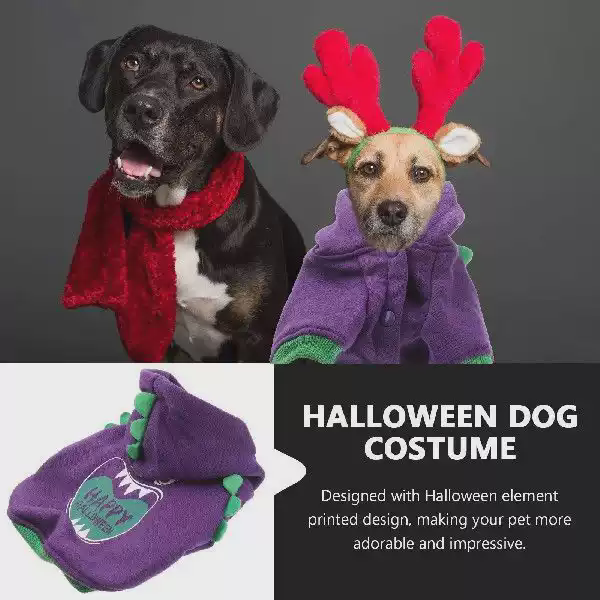 HAPPY
HALLOWEEN
HALLOWEEN DOG
COSTUME
Designed with Halloween element
printed design, making your pet more
adorable and impressive.